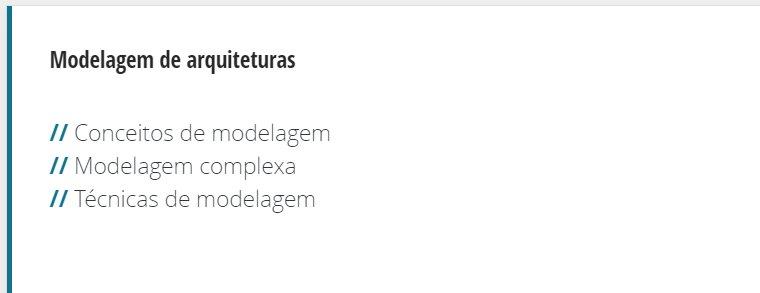 Modelagem de arquiteturas
// Conceitos de modelagem
// Modelagem complexa
// Técnicas de modelagem